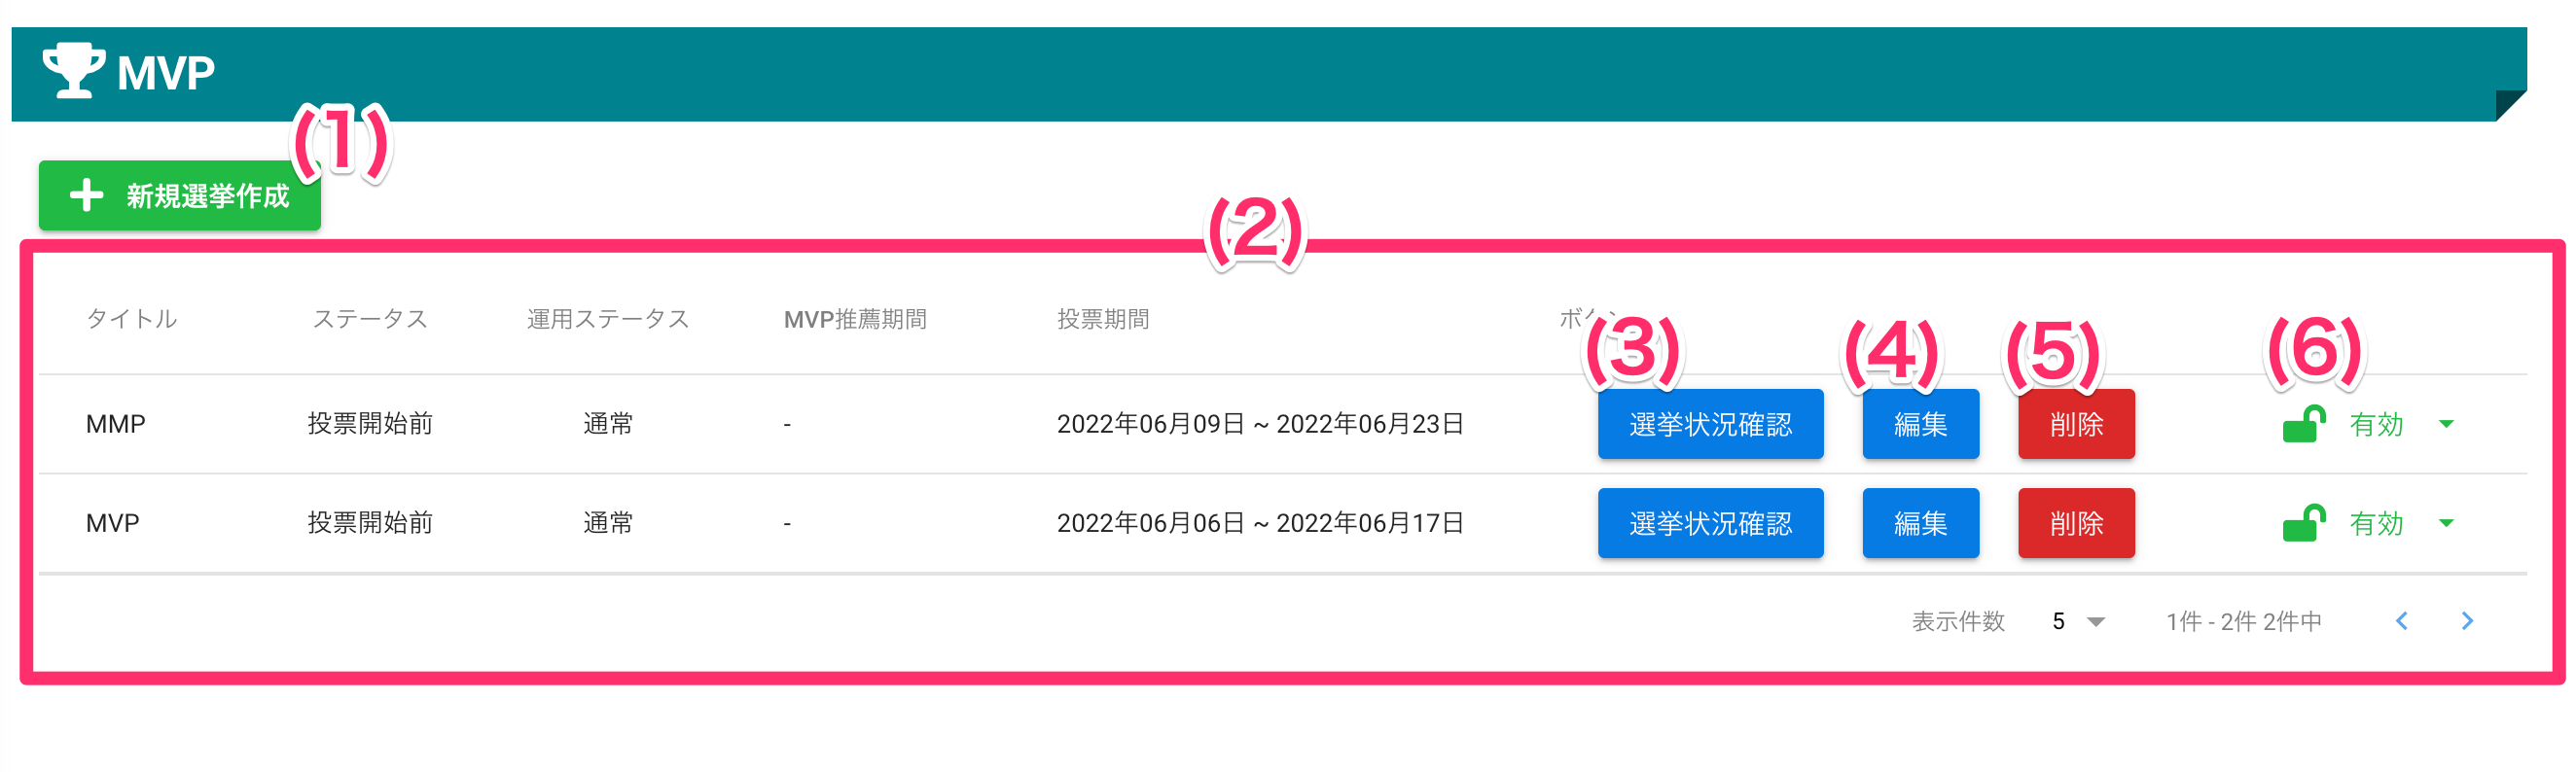 MVP
(1)
新規選挙作成
(2)
タイトル ステータス 運用ステータス MVP推薦期間 投票期間
(3) (4) (5) (6)
MMP 投票開始前 通常 - 2022年06月09日 ~ 2022年06月23日 選挙状況確認 編集 削除 有効
MVP 投票開始前 通常 - 2022年06月06日 ~ 2022年06月17日 選挙状況確認 編集 削除 有効
表示件数 5 1件 - 2件 2件中